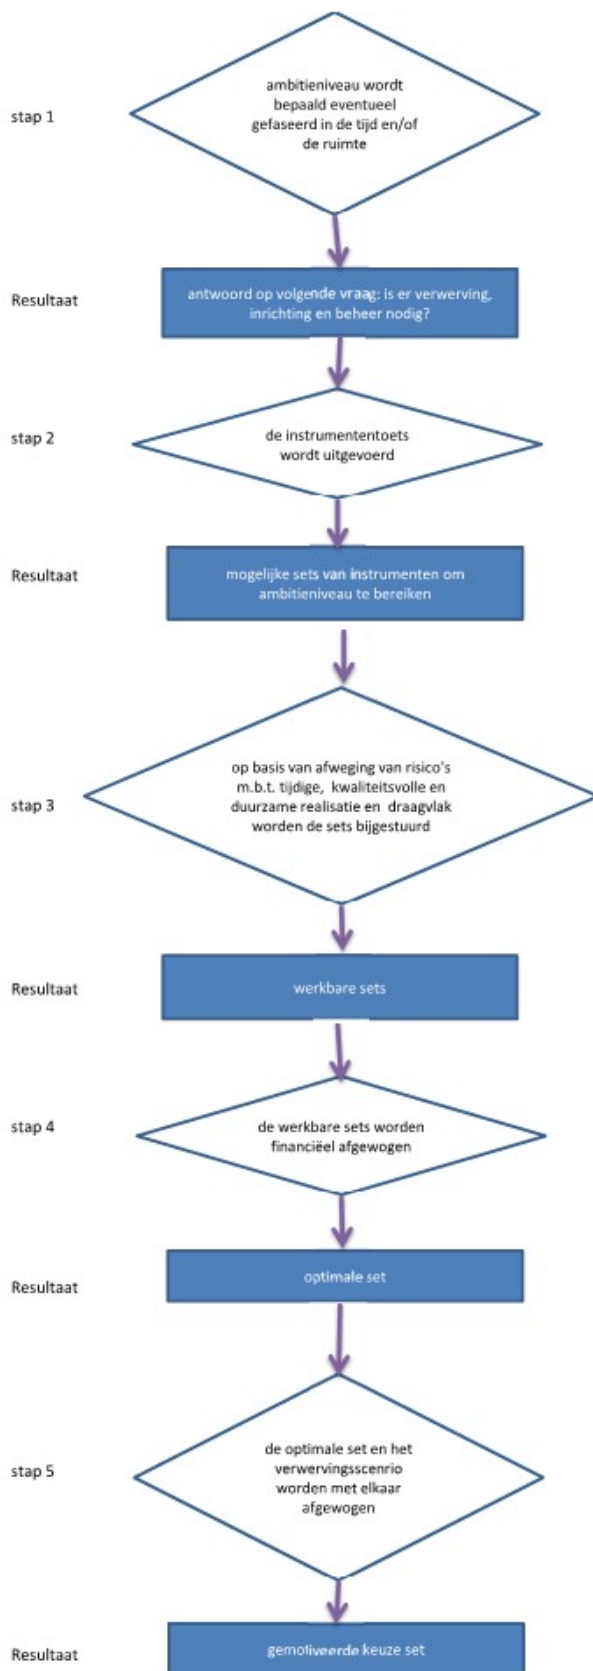 ambitieniveau wordt
bepaald eventueel
gefaseerd in de tijd en/of
de ruimte
stap 1
Resultaat
antwoord op volgende vraag: is er verwerving,
inrichting en beheer nodig?
stap 2
de instrumententoets
wordt uitgevoerd
Resultaat
mogelijke sets van instrumenten om
ambitieniveau te bereiken
op basis van afweging van risico's
m.b.t. tijdige, kwaliteitsvolle en
duurzame realisatie en draagvlak
worden de sets bijgestuurd
stap 3
Resultaat
werkbare sets
stap 4
de werkbare sets worden
financiëel afgewogen
Resultaat
optimale set
de optimale set en het
verwervingsscenrio
worden met elkaar
afgewogen
stap 5
Resultaat
gemotiveerde keuze set